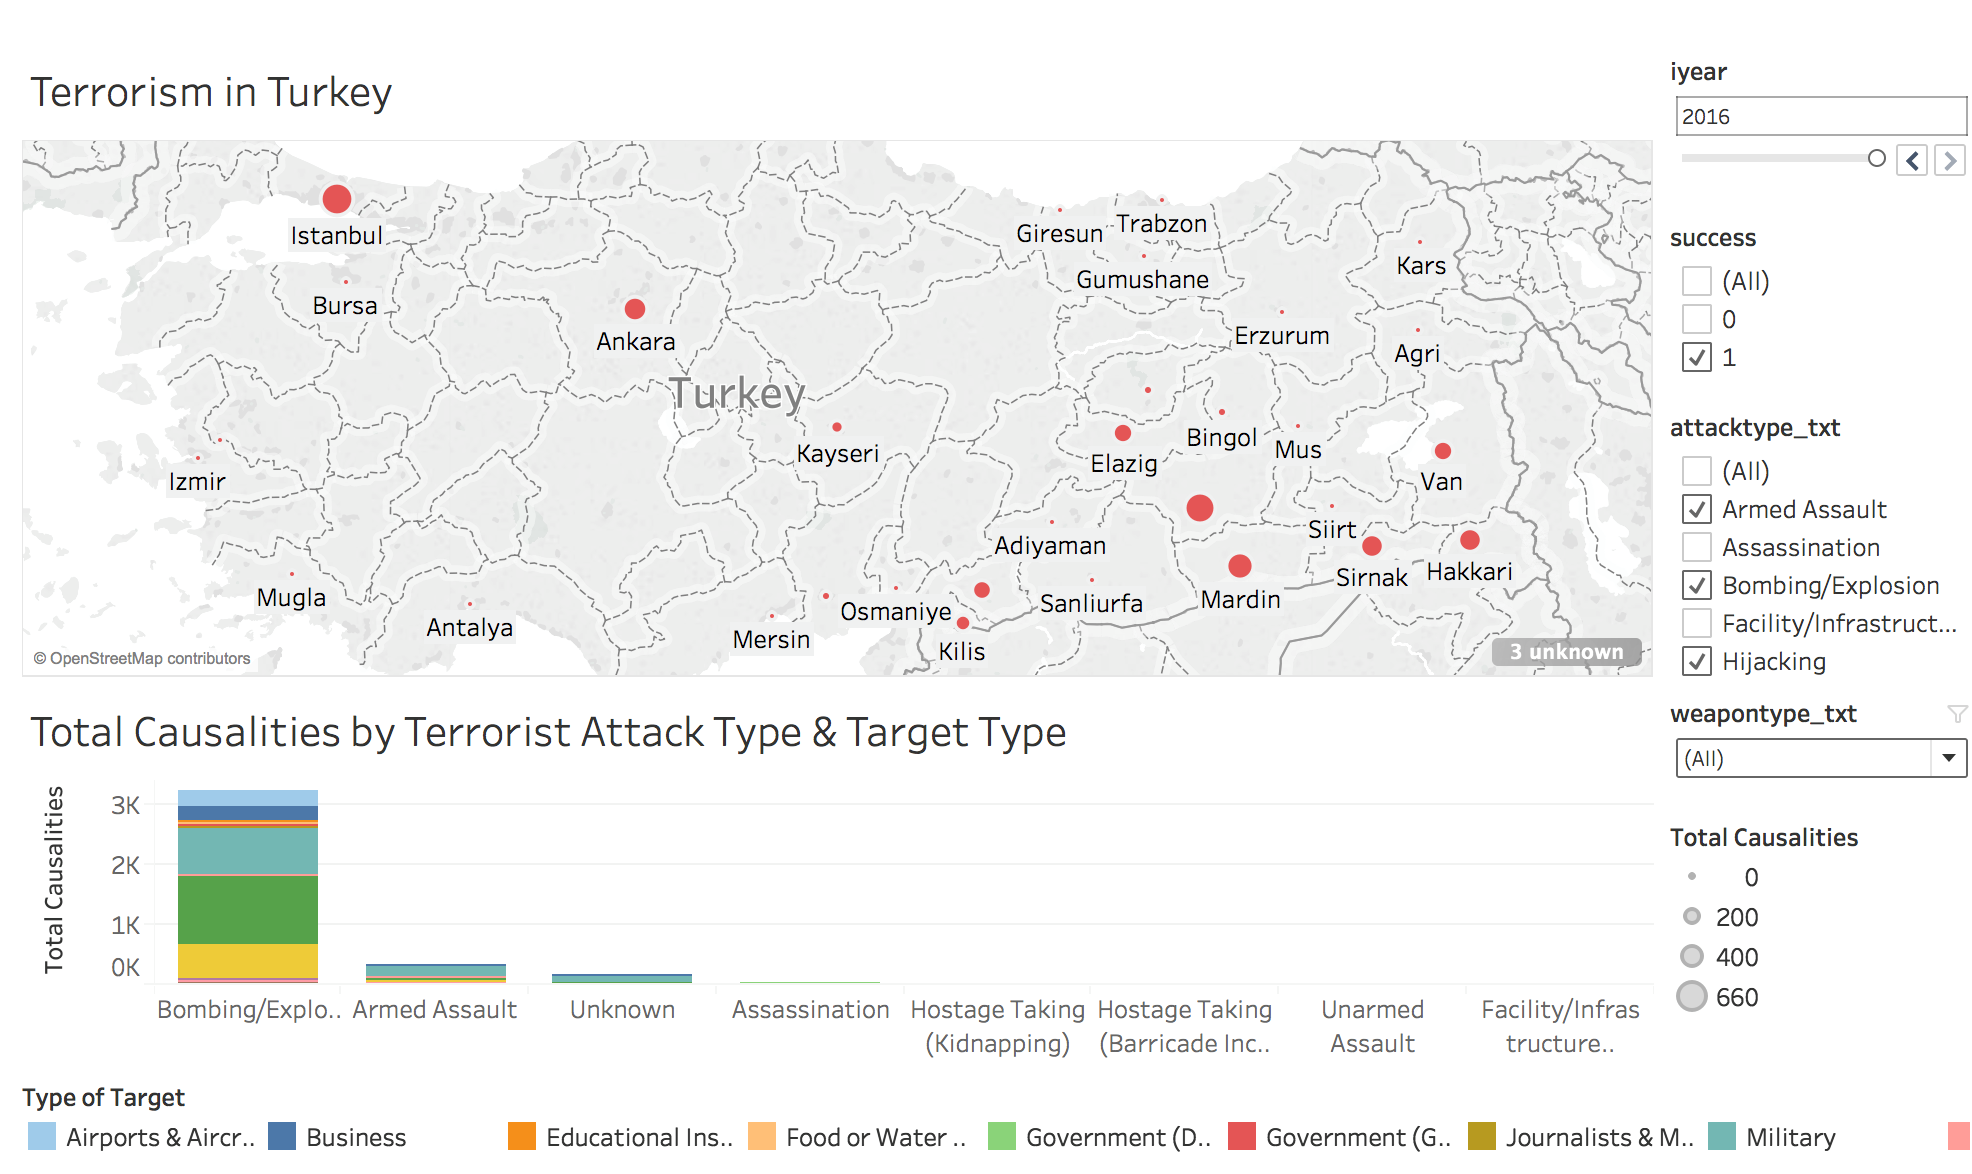 Terrorism in Turkey
Istanbul
Bursa
Ankara
Turkey
Giresun
Trabzon
Gumushane
Kars
Erzurum
Agri
Kayseri
Izmir
Elazig
Bingol
Mus
Van
Adiyaman
Siirt
Sirnak
Hakkari
Mugla
Antalya
Mersin
Osmaniye
Kilis
Sanliurfa
Mardin
© OpenStreetMap contributors
3 unknown
iyear
2016
success
(All)
0
1
attacktype_txt
(All)
Armed Assault
Assassination
Bombing/Explosion
Facility/Infrastruct...
Hijacking
weapontype_txt
(All)
Total Causalities
0
200
400
660
Total Causalities by Terrorist Attack Type & Target Type
Total Causalities
3K
2K
1K
0K
Bombing/Explo..
Armed Assault
Unknown
Assassination
Hostage Taking
(Kidnapping)
Hostage Taking
(Barricade Inc..
Unarmed
Assault
Facility/Infras
tructure..
Type of Target
Airports & Aircr..
Business
Educational Ins..
Food or Water ..
Government (D..
Government (G..
Journalists & M..
Military